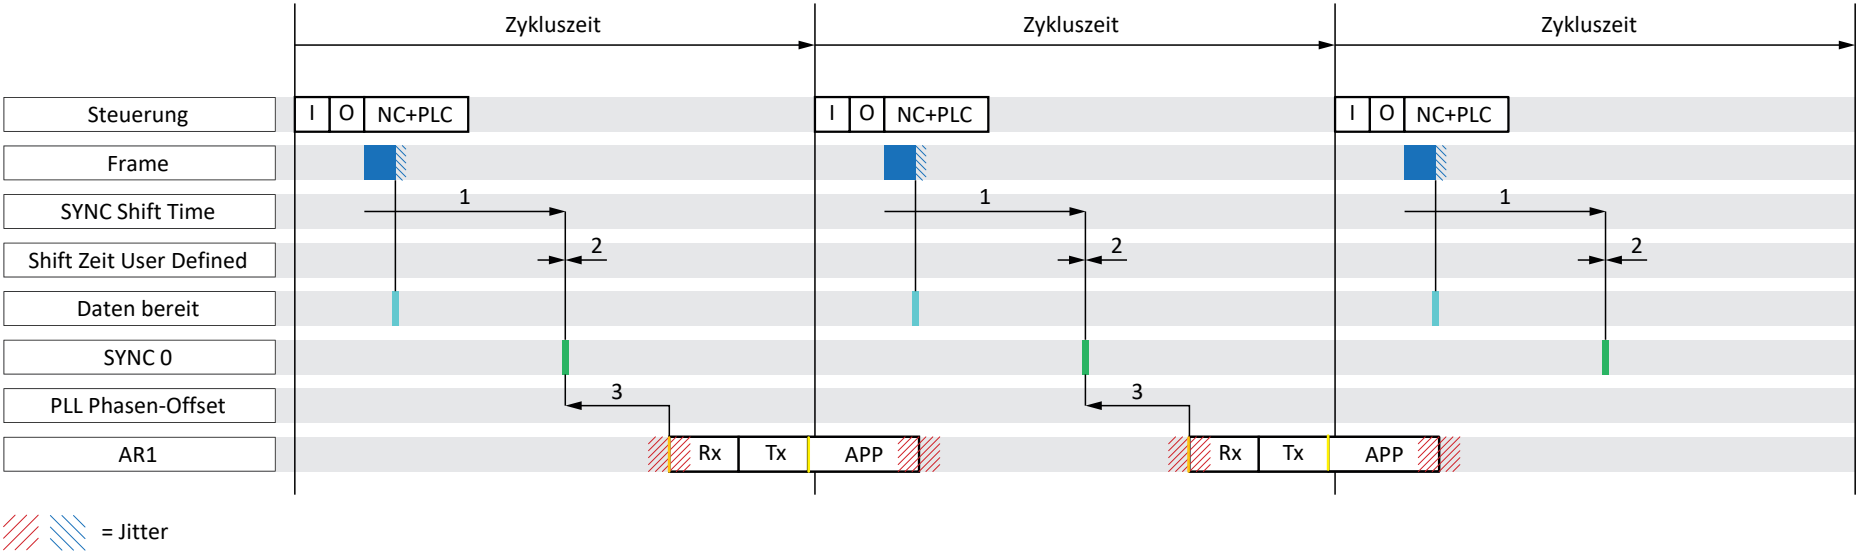 Zykluszeit Zykluszeit Zykluszeit
Steuerung I O NC+PLC I O NC+PLC I O NC+PLC
Frame
SYNC Shift Time 1 1 1
Shift Zeit User Defined 2 2 2
Daten bereit
SYNC 0
PLL Phasen-Offset 3 3
AR1 Rx Tx APP Rx Tx APP
= Jitter